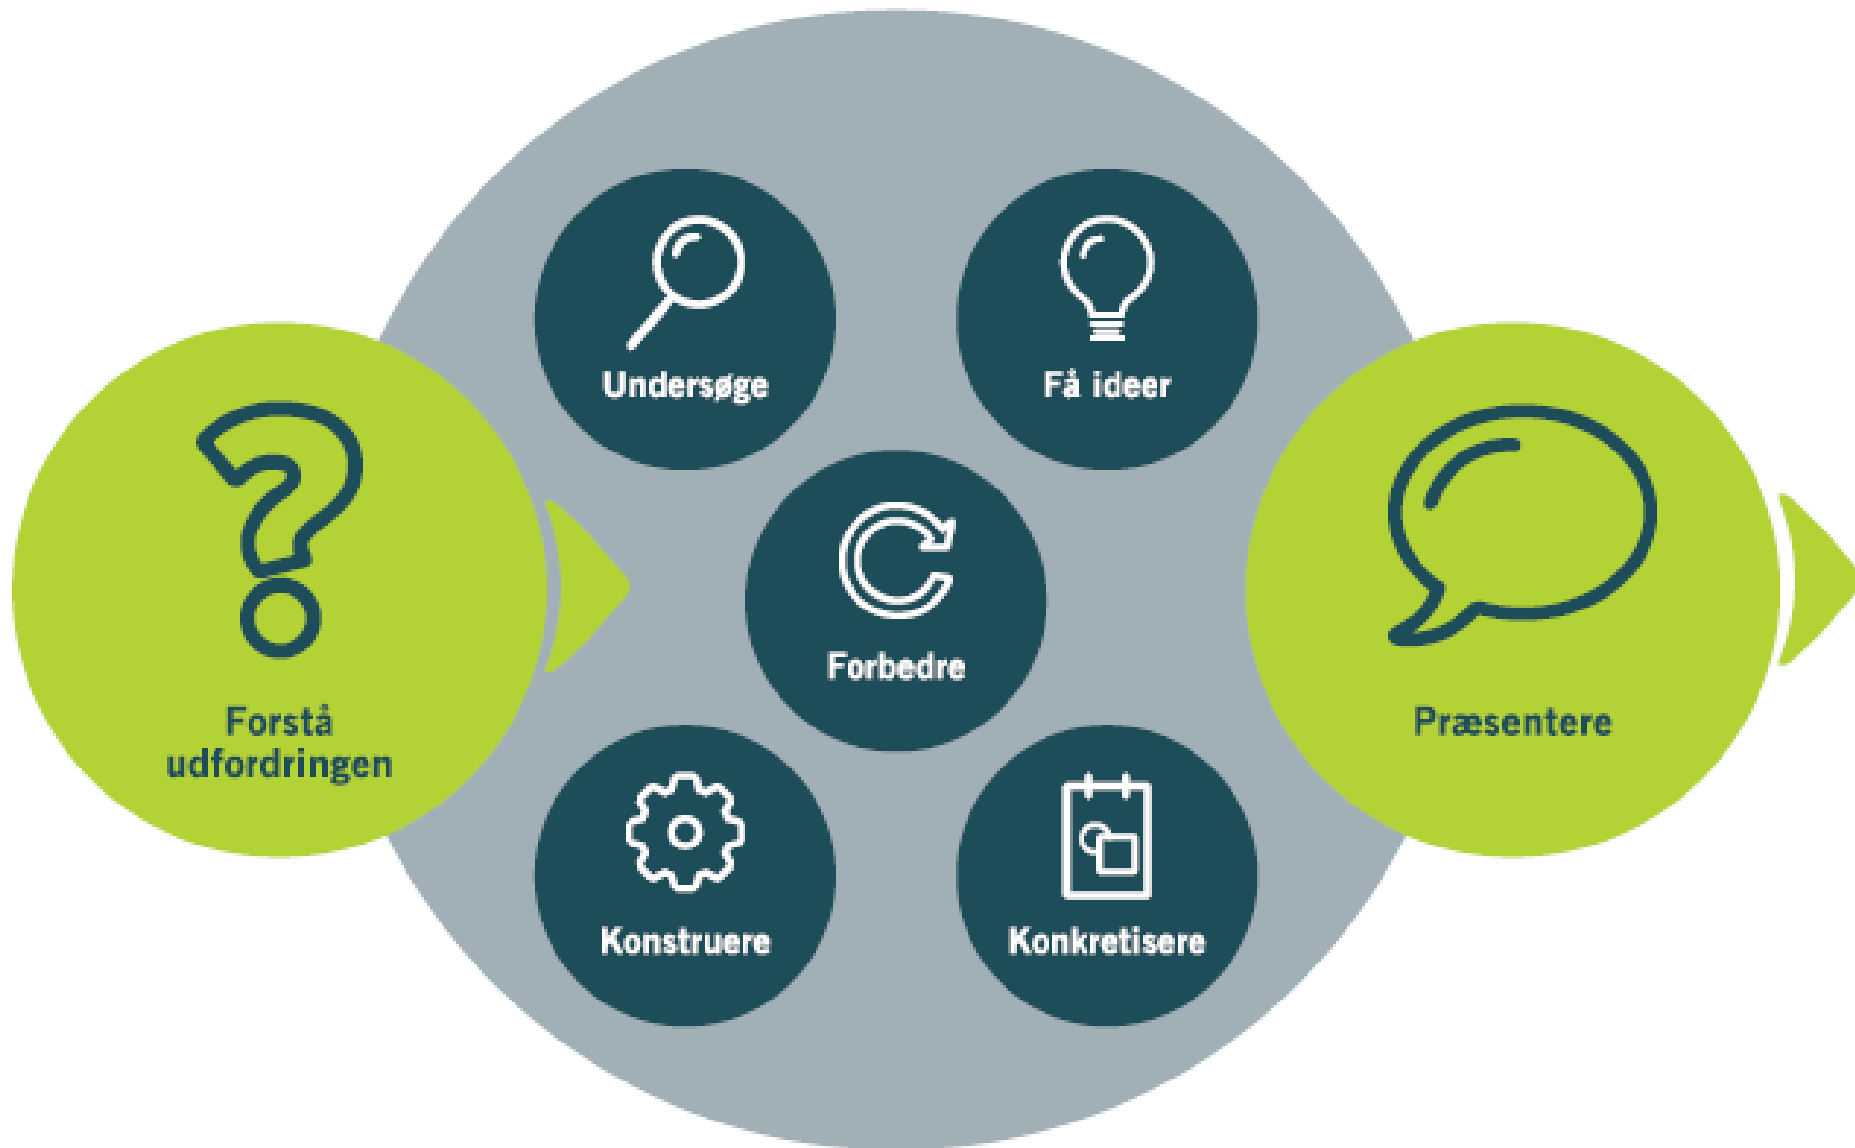 Undersøge
Få ideer
Forstå
udfordringen
Forbedre
Præsentere
Konstruere
Konkretisere